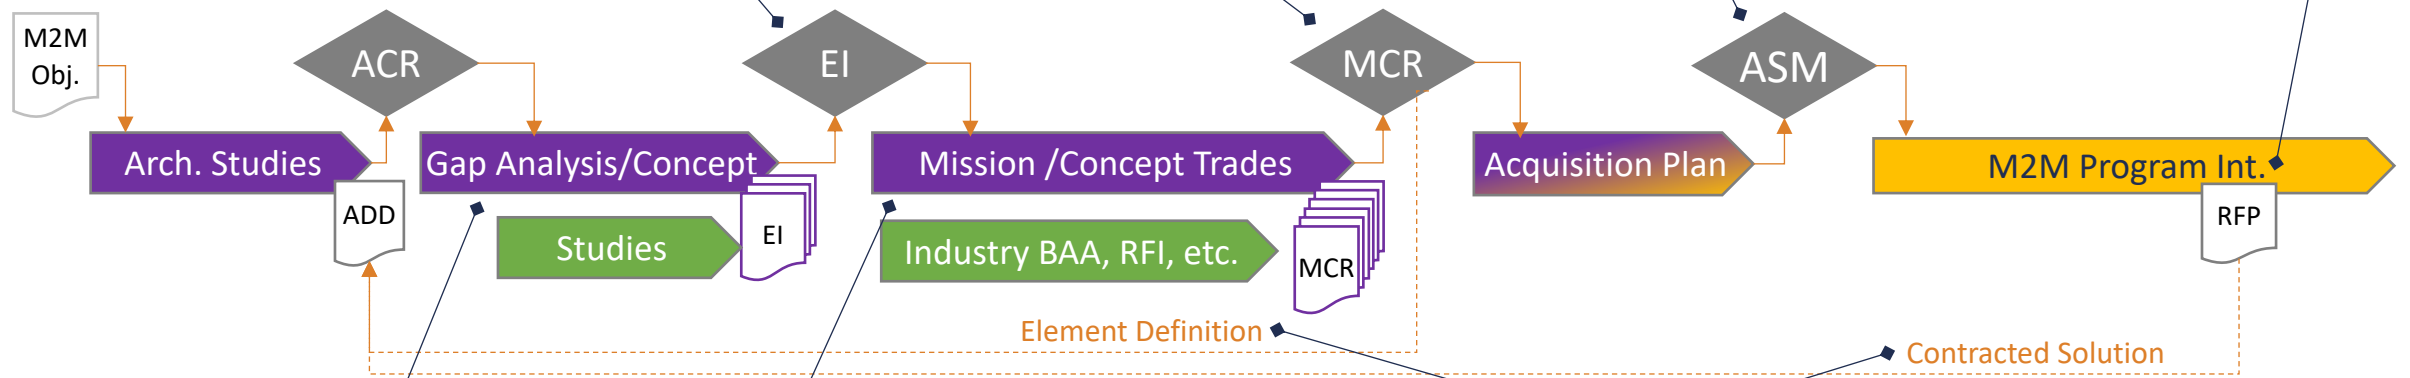 M2M
Obj.
ACR
EI
MCR
ASM
Arch. Studies
Gap Analysis/Concept
Mission /Concept Trades
Acquisition Plan
M2M Program Int.
ADD
Studies
EI
Industry BAA, RFI, etc.
MCR
RFP
Element Definition
Contracted Solution